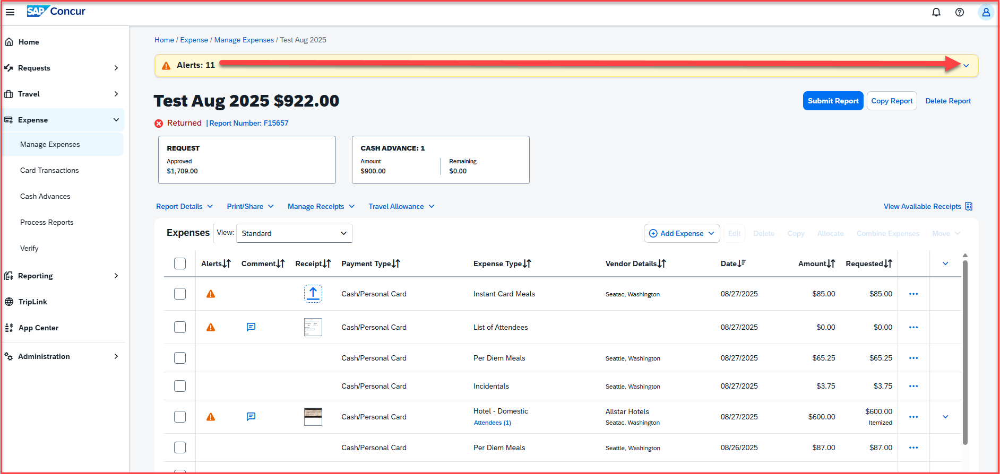 SAP Concur
Home
Requests
Travel
Expense
Manage Expenses
Card Transactions
Cash Advances
Process Reports
Verify
Reporting
TripLink
App Center
Administration
Home / Expense / Manage Expenses / Test Aug 2025
Alerts: 11
Test Aug 2025 $922.00
Submit Report Copy Report Delete Report
Returned | Report Number: F15657
REQUEST
Approved
$1,709.00
CASH ADVANCE: 1
Amount Remaining
$900.00 $0.00
Report Details Print/Share Manage Receipts Travel Allowance View Available Receipts
Expenses View: Standard Add Expense Edit Delete Copy Allocate Combine Expenses Move
Alerts Comment Receipt Payment Type Expense Type Vendor Details Date Amount Requested
Cash/Personal Card Instant Card Meals Seatac, Washington 08/27/2025 $85.00 $85.00
Cash/Personal Card List of Attendees 08/27/2025 $0.00 $0.00
Cash/Personal Card Per Diem Meals Seattle, Washington 08/27/2025 $65.25 $65.25
Cash/Personal Card Incidentals Seattle, Washington 08/27/2025 $3.75 $3.75
Hotel - Domestic Allstar Hotels $600.00
Cash/Personal Card 08/27/2025 $600.00
Attendees (1) Seatac, Washington Itemized
Cash/Personal Card Per Diem Meals Seattle, Washington 08/26/2025 $87.00 $87.00